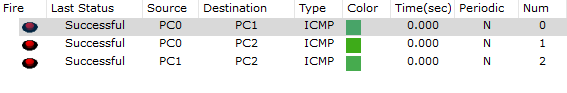 Fire Last Status Source Destination Type Color Time(sec) Periodic Num
Successful PC0 PC1 ICMP 0.000 N 0
Successful PC0 PC2 ICMP 0.000 N 1
Successful PC1 PC2 ICMP 0.000 N 2